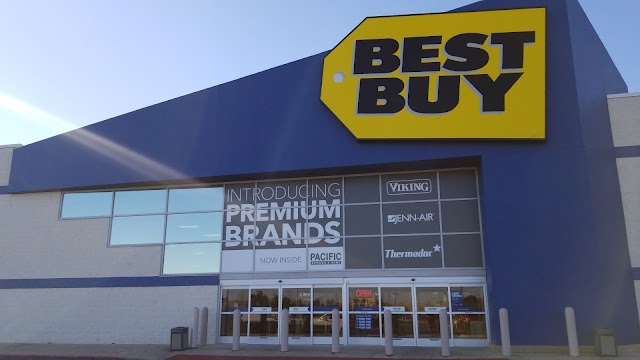 BEST
BUY
INTRODUCING
PREMIUM
BRANDS
NOW INSIDE
PACIFIC
VIKING
JENN-AIR
Thermador
OPEN